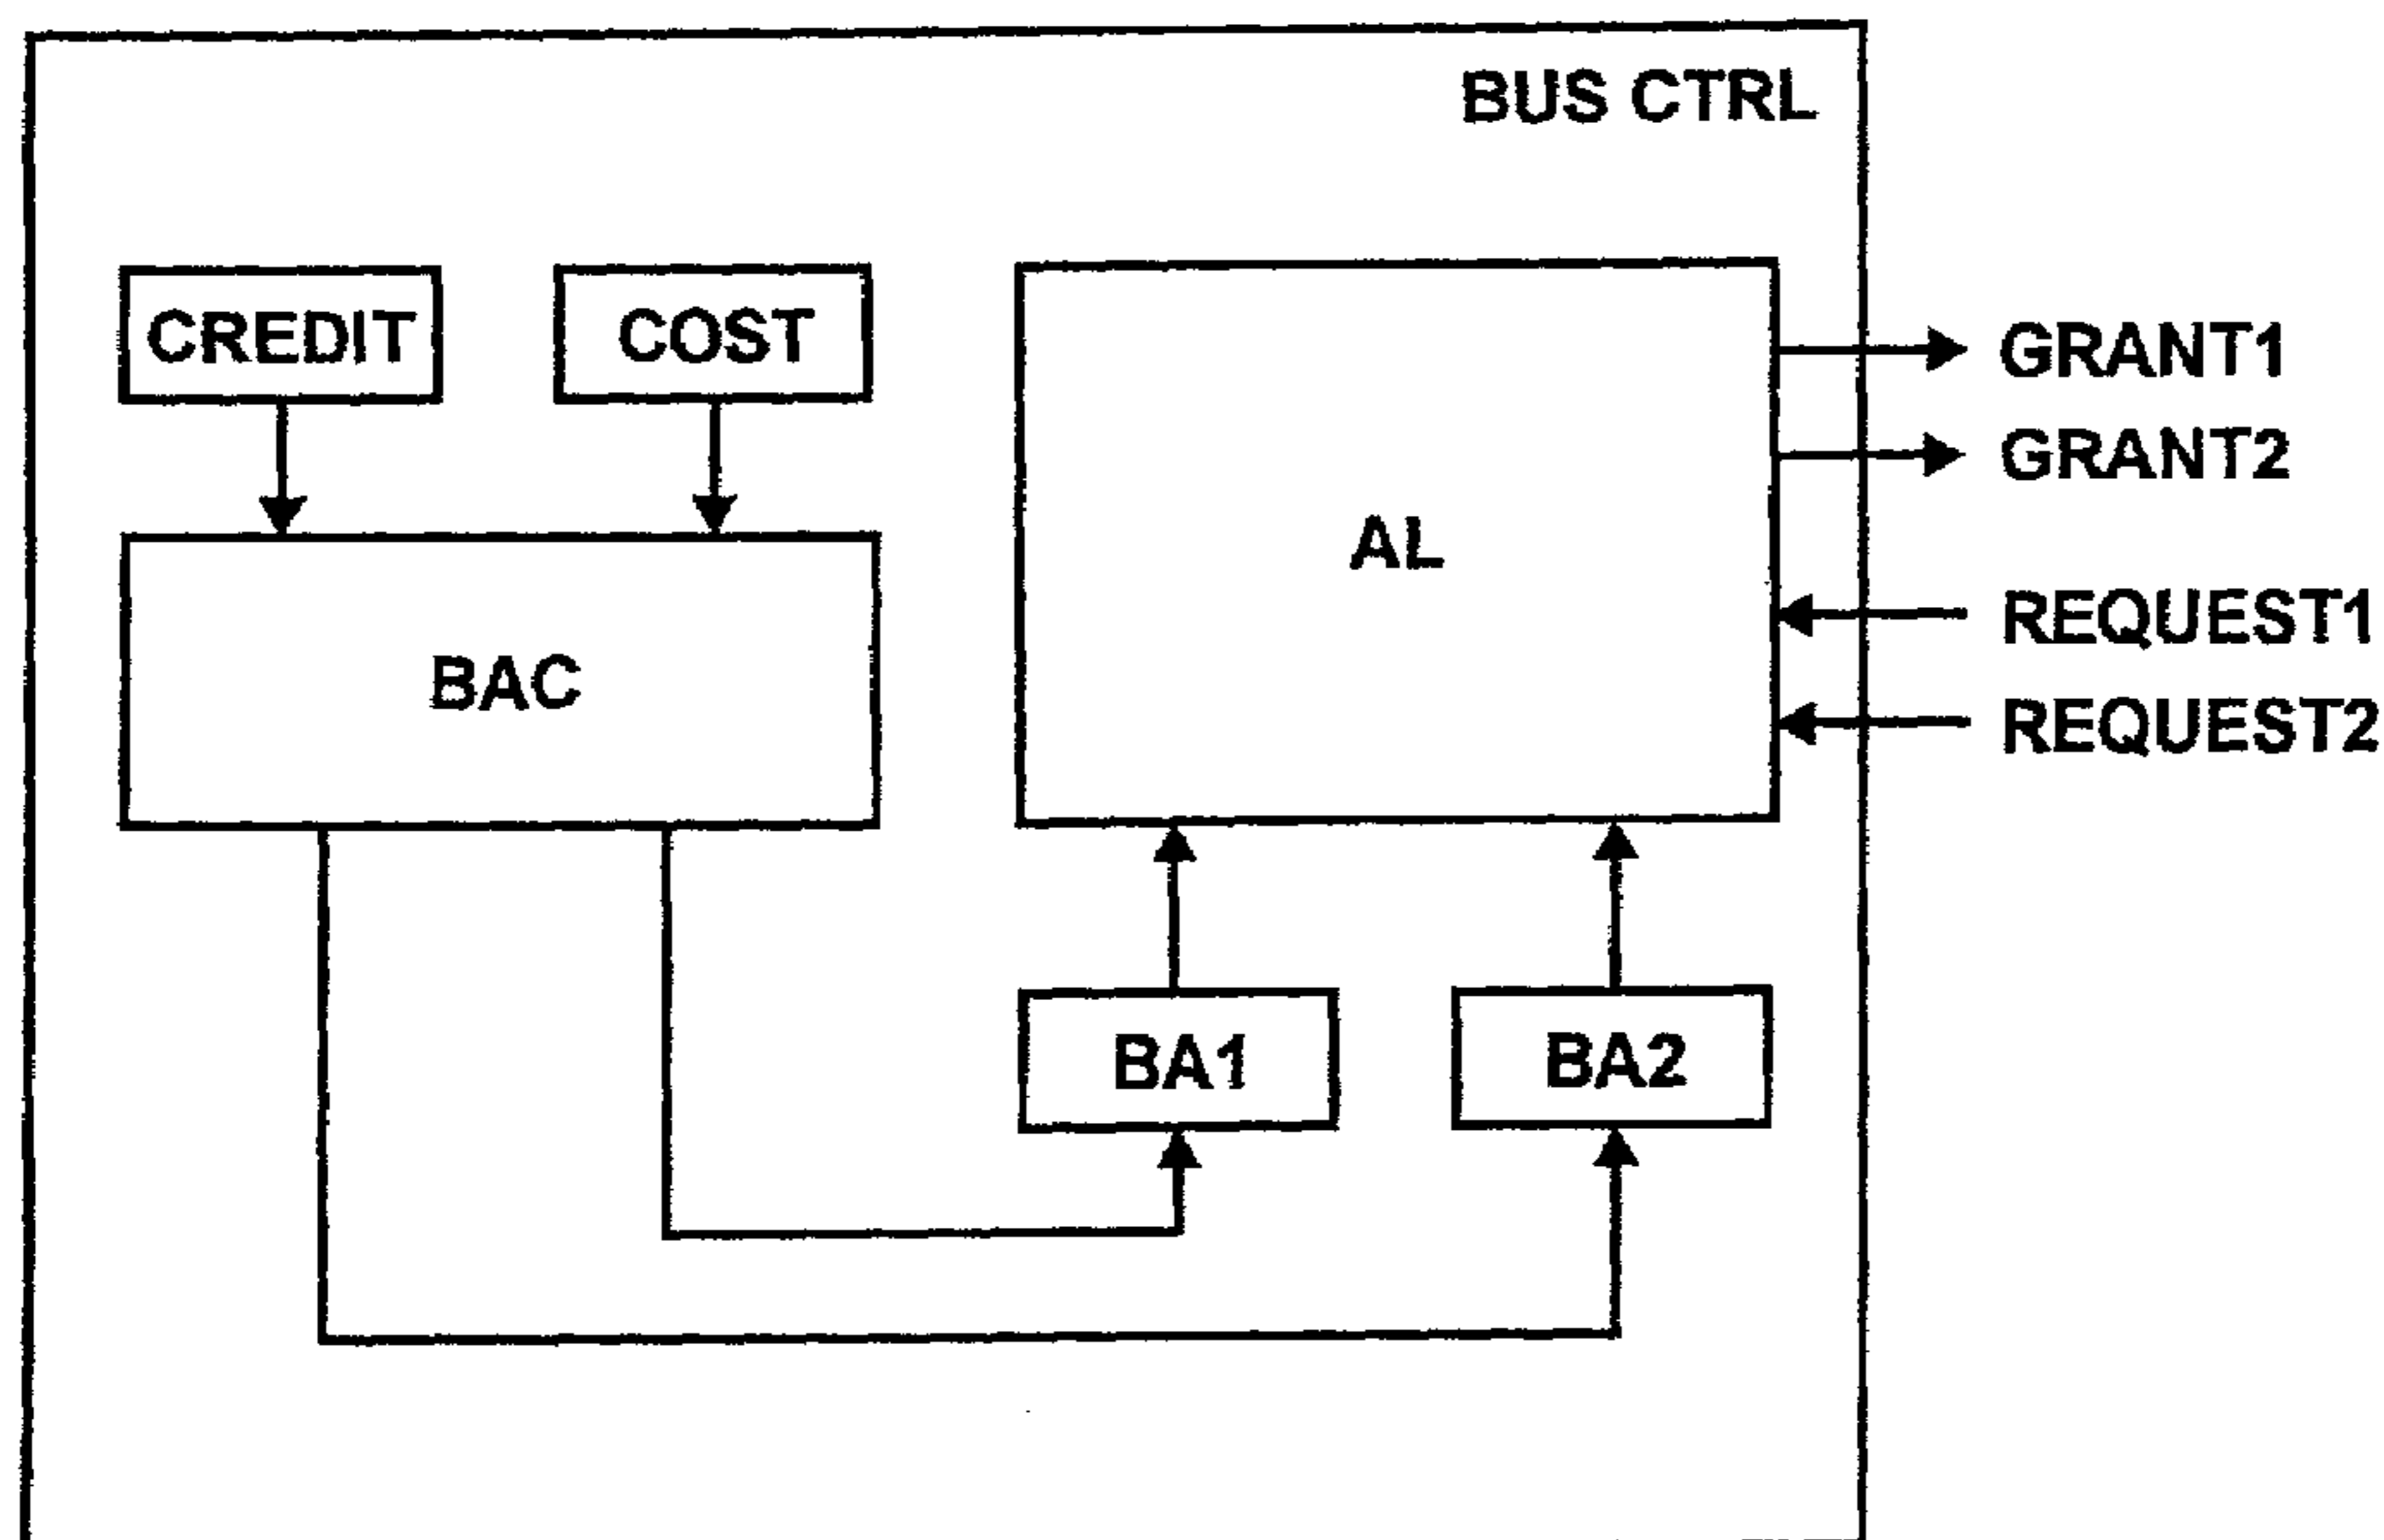 BUS CTRL
CREDIT
COST
GRANT1
GRANT2
AL
REQUEST1
BAC
REQUEST2
BA1
BA2